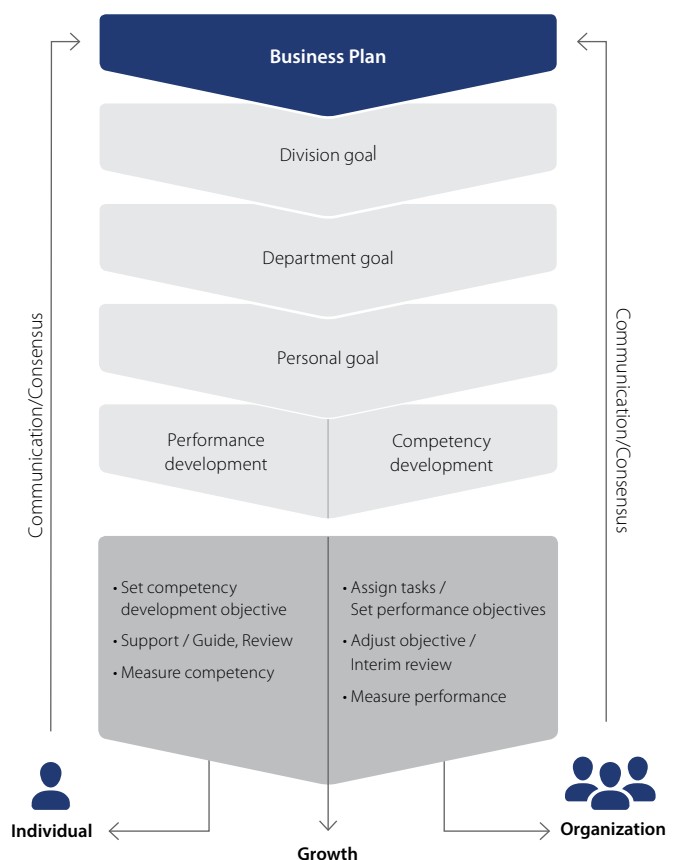 Business Plan
Division goal
Department goal
Personal goal
Performance
development
Competency
development
• Set competency
development objective
• Support / Guide, Review
• Measure competency
• Assign tasks /
Set performance objectives
• Adjust objective /
Interim review
• Measure performance
Communication/Consensus
Communication/Consensus
Individual
Growth
Organization